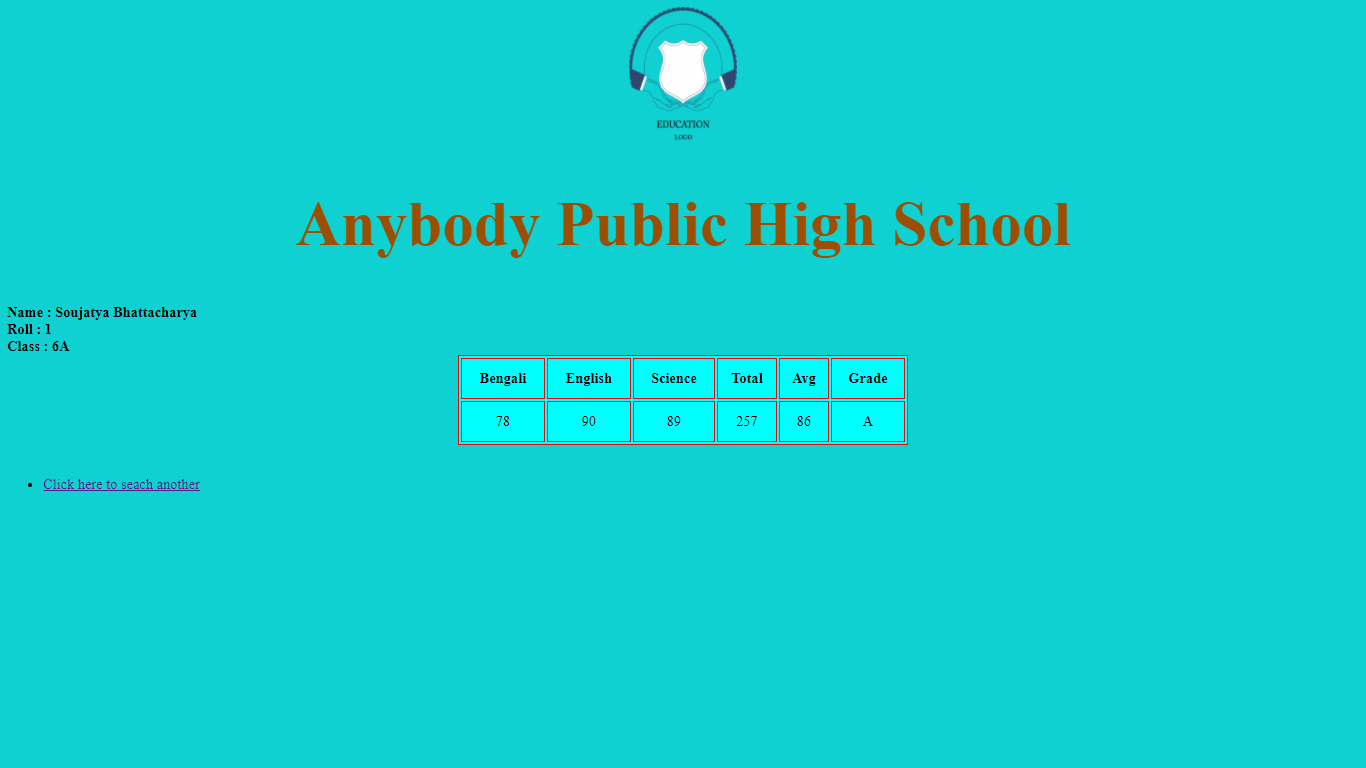 EDUCATION
LOGO
Anybody Public High School
Name : Soujatya Bhattacharya
Roll : 1
Class : 6A
Bengali English Science Total Avg Grade
78 90 89 257 86 A
Click here to seach another